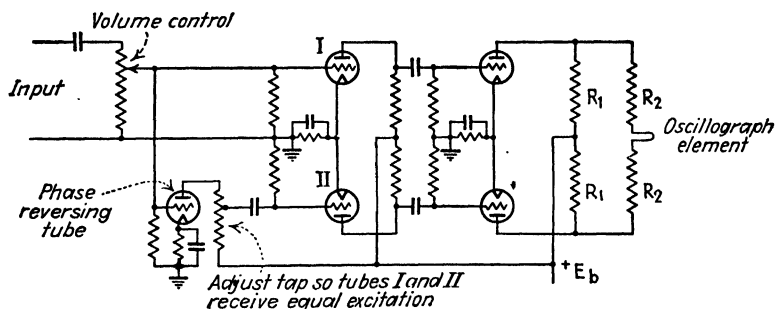 Volume control
I
Input
R₁
R₂
Oscillograph
element
Phase
reversing
tube
II
R₁
R₂
Adjust tap so tubes I and II
receive equal excitation
+Eb